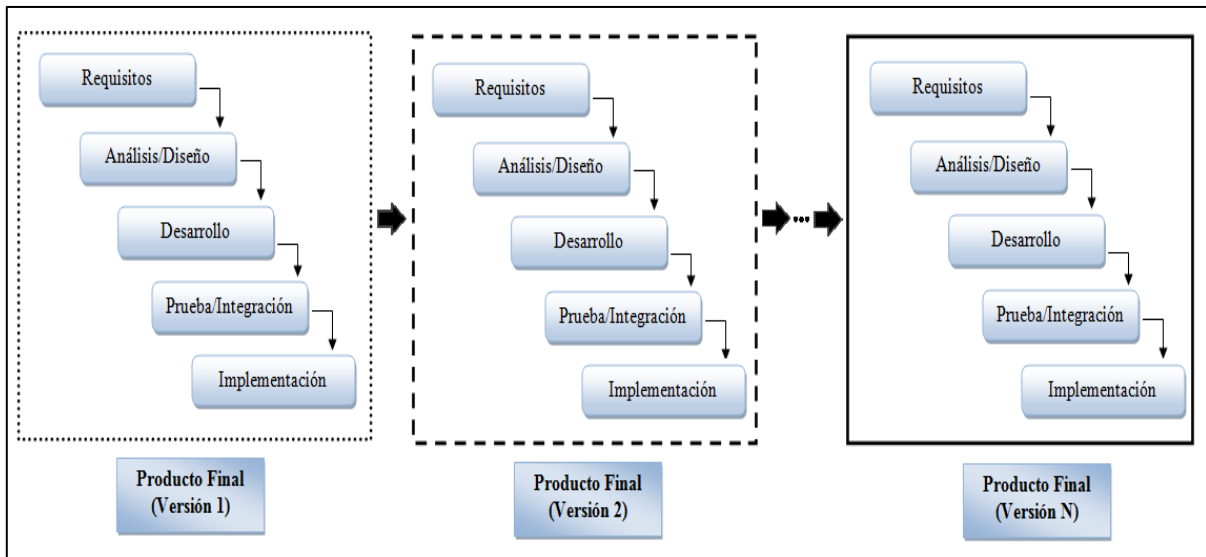 Requisitos
Análisis/Diseño
Desarrollo
Prueba/Integración
Implementación
Producto Final
(Versión 1)
Requisitos
Análisis/Diseño
Desarrollo
Prueba/Integración
Implementación
Producto Final
(Versión 2)
...
Requisitos
Análisis/Diseño
Desarrollo
Prueba/Integración
Implementación
Producto Final
(Versión N)